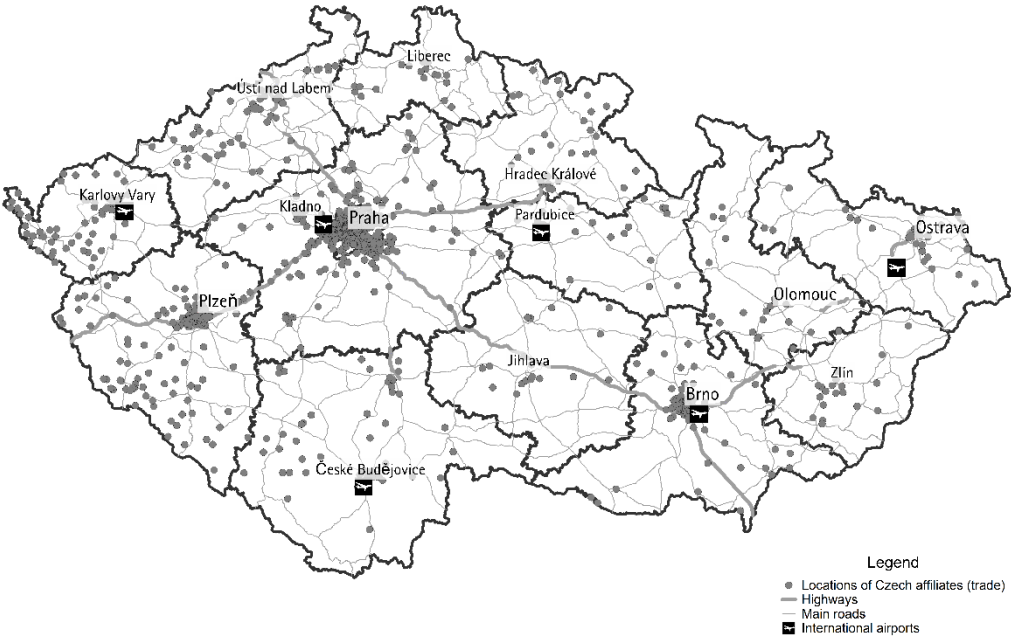 Liberec
Ústí nad Labem
Karlovy Vary
Kladno
Praha
Hradec Králové
Pardubice
Ostrava
Plzeň
Olomouc
Jihlava
Zlín
Brno
České Budějovice
Legend
Locations of Czech affiliates (trade)
Highways
Main roads
International airports